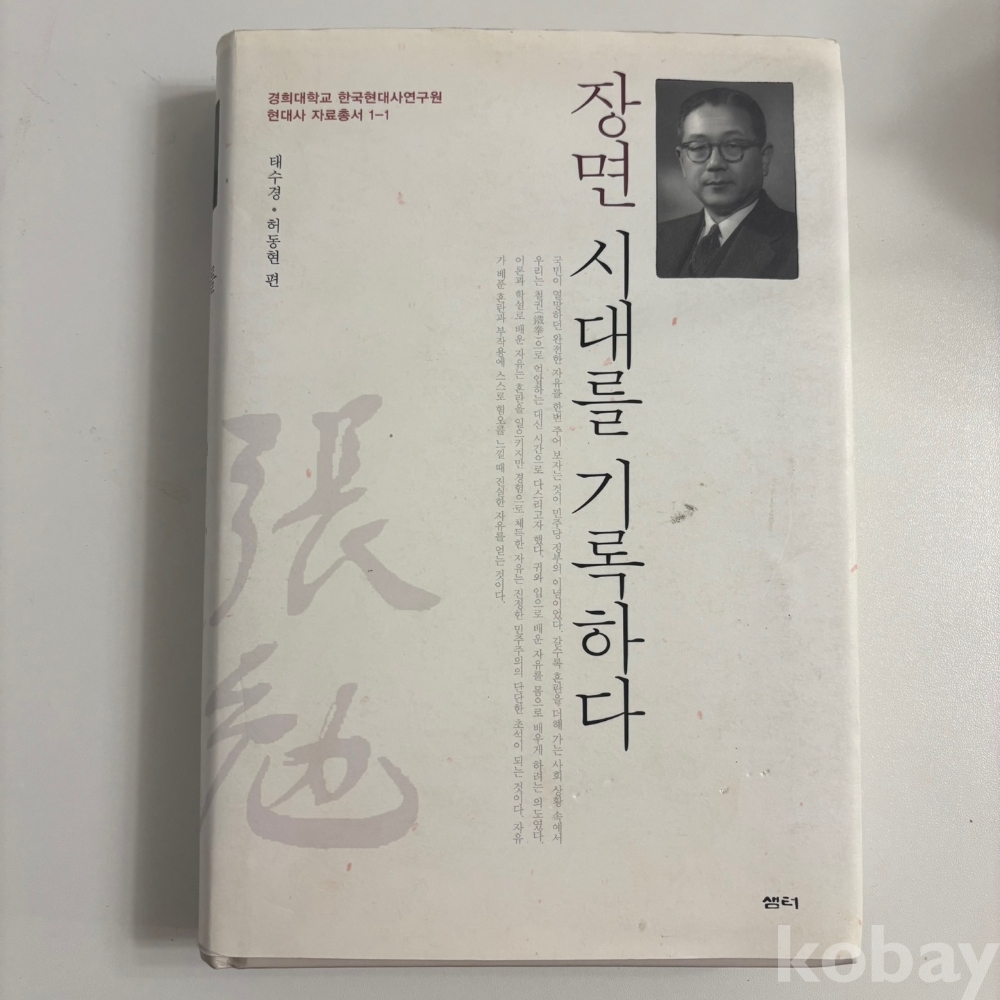 경희대학교 한국현대사연구원
현대사 자료총서 1-1
태수경 • 허동현 편
장면 시대를 기록하다
국민이 열망하던 완전한 자유를 한번 주어 보자는 것이 민주당 정부의 이념이었다. 갈수록 혼란을 더해 가는 사회 상황 속에서
우리는 철권(鐵拳)으로 억압하는 대신 시간으로 다스리고자 했다. 귀와 입으로 배운 자유를 몸으로 배우게 하려는 의도였다.
이론과 학설로 배운 자유는 혼란을 일으키지만 경험으로 체득한 자유는 진정한 민주주의의 단단한 초석이 되는 것이다. 자유
가 베푼 혼란과 부작용에 스스로 혐오를 느낄 때 진실한 자유를 얻는 것이다.
張勉
샘터
kobay